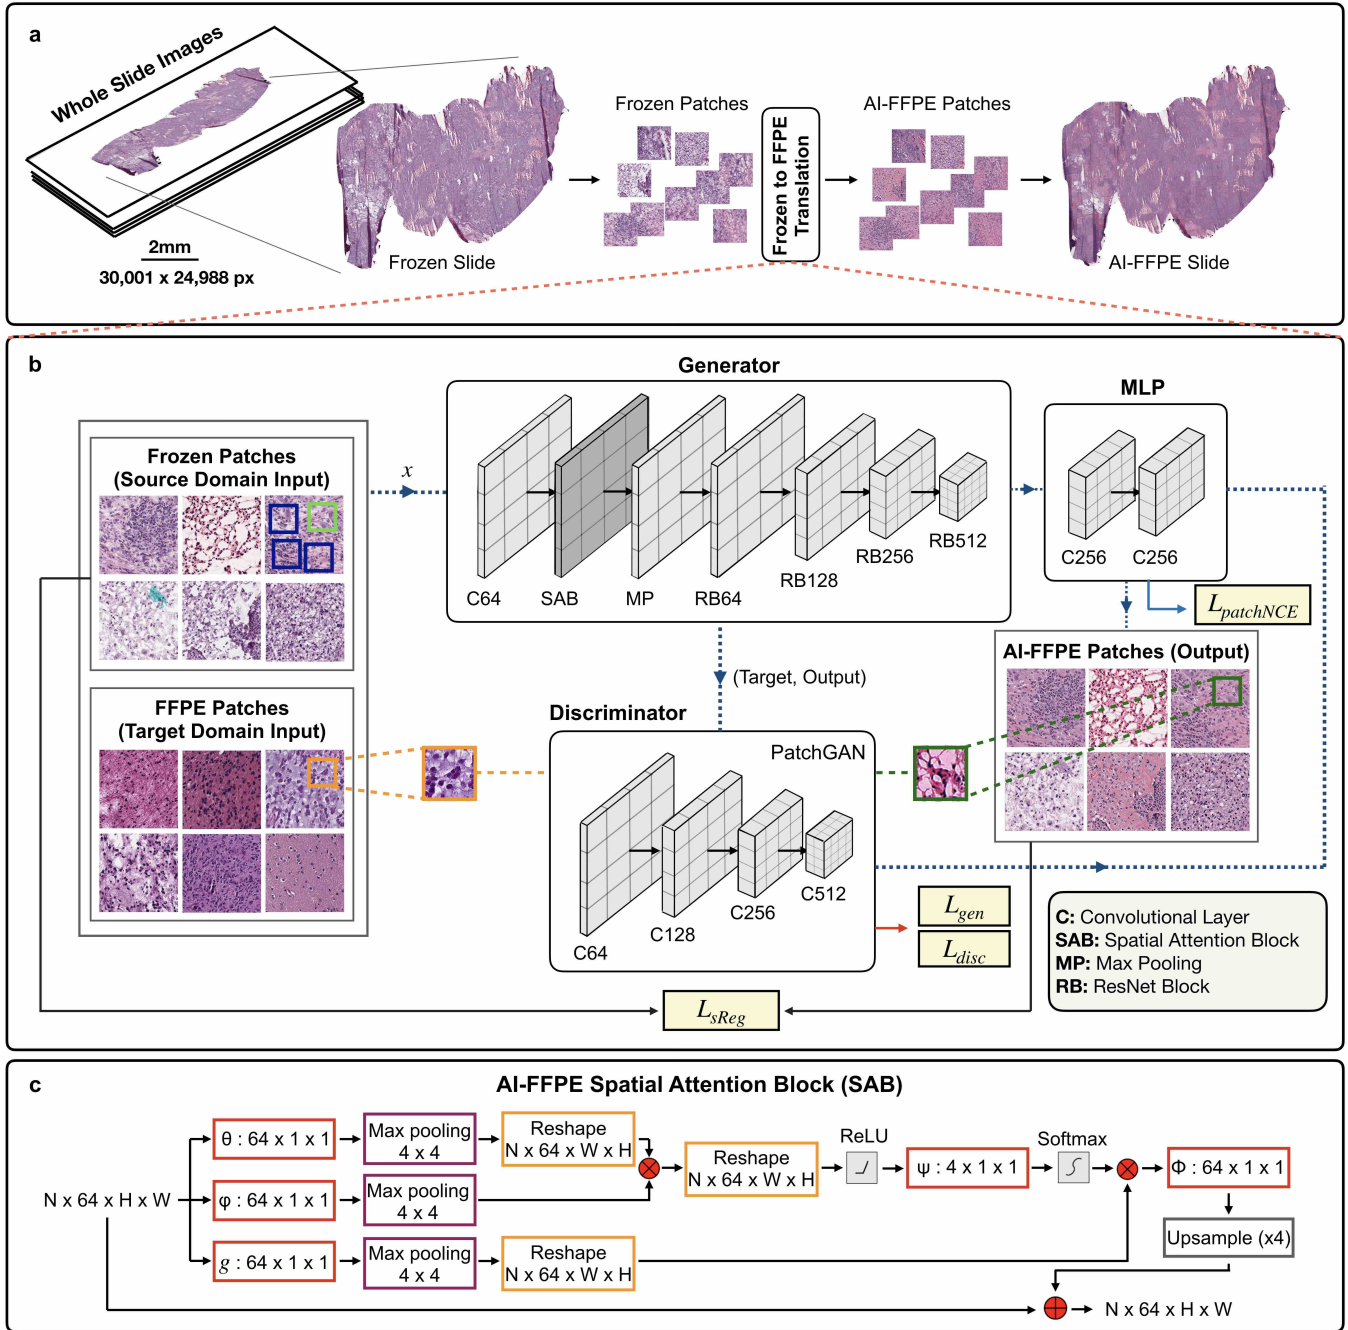 a
Whole Slide Images
2mm
30,001 x 24,988 px
Frozen Slide
Frozen Patches
Frozen to FFPE
Translation
AI-FFPE Patches
AI-FFPE Slide
b
Frozen Patches
(Source Domain Input)
FFPE Patches
(Target Domain Input)
x
Generator
C64
SAB
MP
RB64
RB128
RB256
RB512
MLP
C256
C256
L_patchNCE
(Target, Output)
AI-FFPE Patches (Output)
Discriminator
PatchGAN
C64
C128
C256
C512
L_gen
L_disc
L_sReg
C: Convolutional Layer
SAB: Spatial Attention Block
MP: Max Pooling
RB: ResNet Block
c
AI-FFPE Spatial Attention Block (SAB)
N x 64 x H x W
θ : 64 x 1 x 1
Max pooling
4 x 4
Reshape
N x 64 x W x H
φ : 64 x 1 x 1
Max pooling
4 x 4
g : 64 x 1 x 1
Max pooling
4 x 4
Reshape
N x 64 x W x H
Reshape
N x 64 x W x H
ReLU
ψ : 4 x 1 x 1
Softmax
Φ : 64 x 1 x 1
Upsample (x4)
N x 64 x H x W